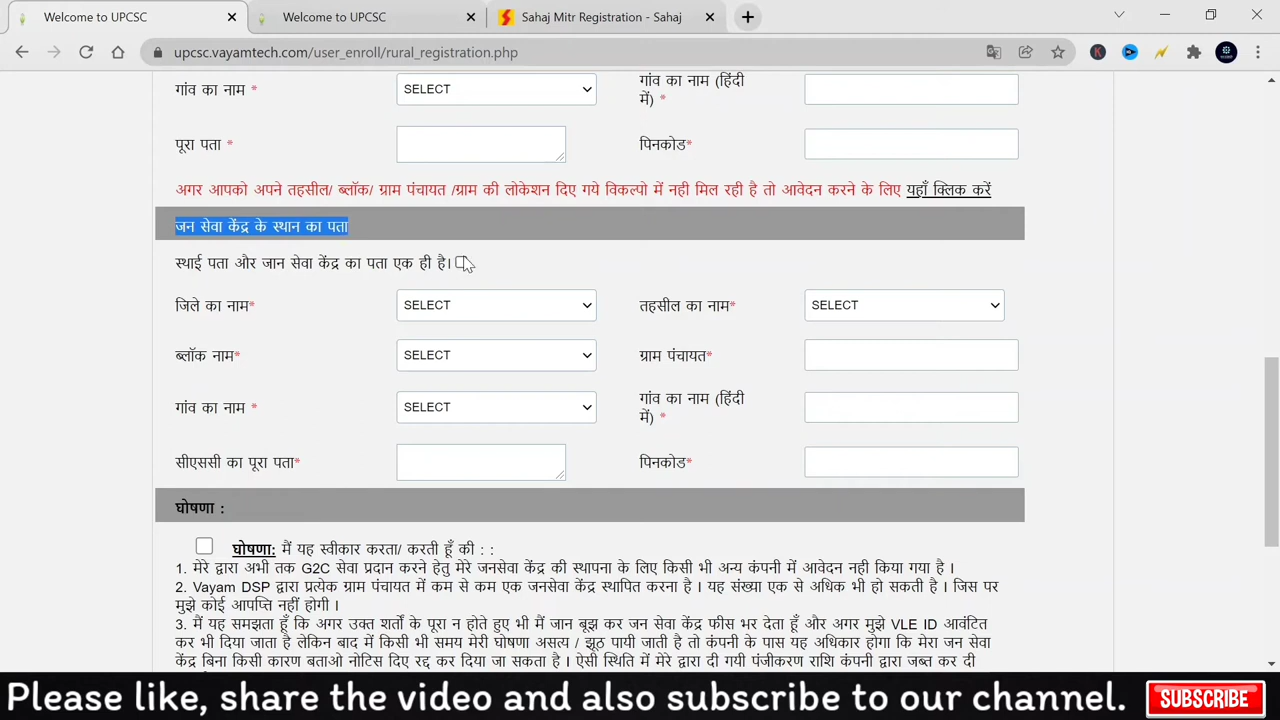 Welcome to UPCSC
Welcome to UPCSC
Sahaj Mitr Registration - Sahaj
upcsc.vayamtech.com/user_enroll/rural_registration.php
गांव का नाम * SELECT गांव का नाम (हिंदी में) *
पूरा पता * पिनकोड*
अगर आपको अपने तहसील/ ब्लॉक/ ग्राम पंचायत /ग्राम की लोकेशन दिए गये विकल्पो में नही मिल रही है तो आवेदन करने के लिए यहाँ क्लिक करें
जन सेवा केंद्र के स्थान का पता
स्थाई पता और जान सेवा केंद्र का पता एक ही है।
जिले का नाम* SELECT तहसील का नाम* SELECT
ब्लॉक नाम* SELECT ग्राम पंचायत*
गांव का नाम * SELECT गांव का नाम (हिंदी में) *
सीएससी का पूरा पता* पिनकोड*
घोषणा :
घोषणा: मैं यह स्वीकार करता/ करती हूँ की : :
1. मेरे द्वारा अभी तक G2C सेवा प्रदान करने हेतु मेरे जनसेवा केंद्र की स्थापना के लिए किसी भी अन्य कंपनी में आवेदन नही किया गया है ।
2. Vayam DSP द्वारा प्रत्येक ग्राम पंचायत में कम से कम एक जनसेवा केंद्र स्थापित करना है । यह संख्या एक से अधिक भी हो सकती है । जिस पर
मुझे कोई आपप्ति नहीं होगी ।
3. मैं यह समझता हूँ कि अगर उक्त शर्तों के पूरा न होते हुए भी मैं जान बूझ कर जन सेवा केंद्र फीस भर देता हूँ और अगर मुझे VLE ID आवंटित
कर भी दिया जाता है लेकिन बाद में किसी भी समय मेरी घोषणा असत्य / झूठ पायी जाती है तो कंपनी के पास यह अधिकार होगा कि मेरा जन सेवा
केंद्र बिना किसी कारण बताओ नोटिस दिए रद्द कर दिया जा सकता है । ऐसी स्थिति में मेरे द्वारा दी गयी पंजीकरण राशि कंपनी द्वारा जब्त कर दी
Please like, share the video and also subscribe to our channel. SUBSCRIBE